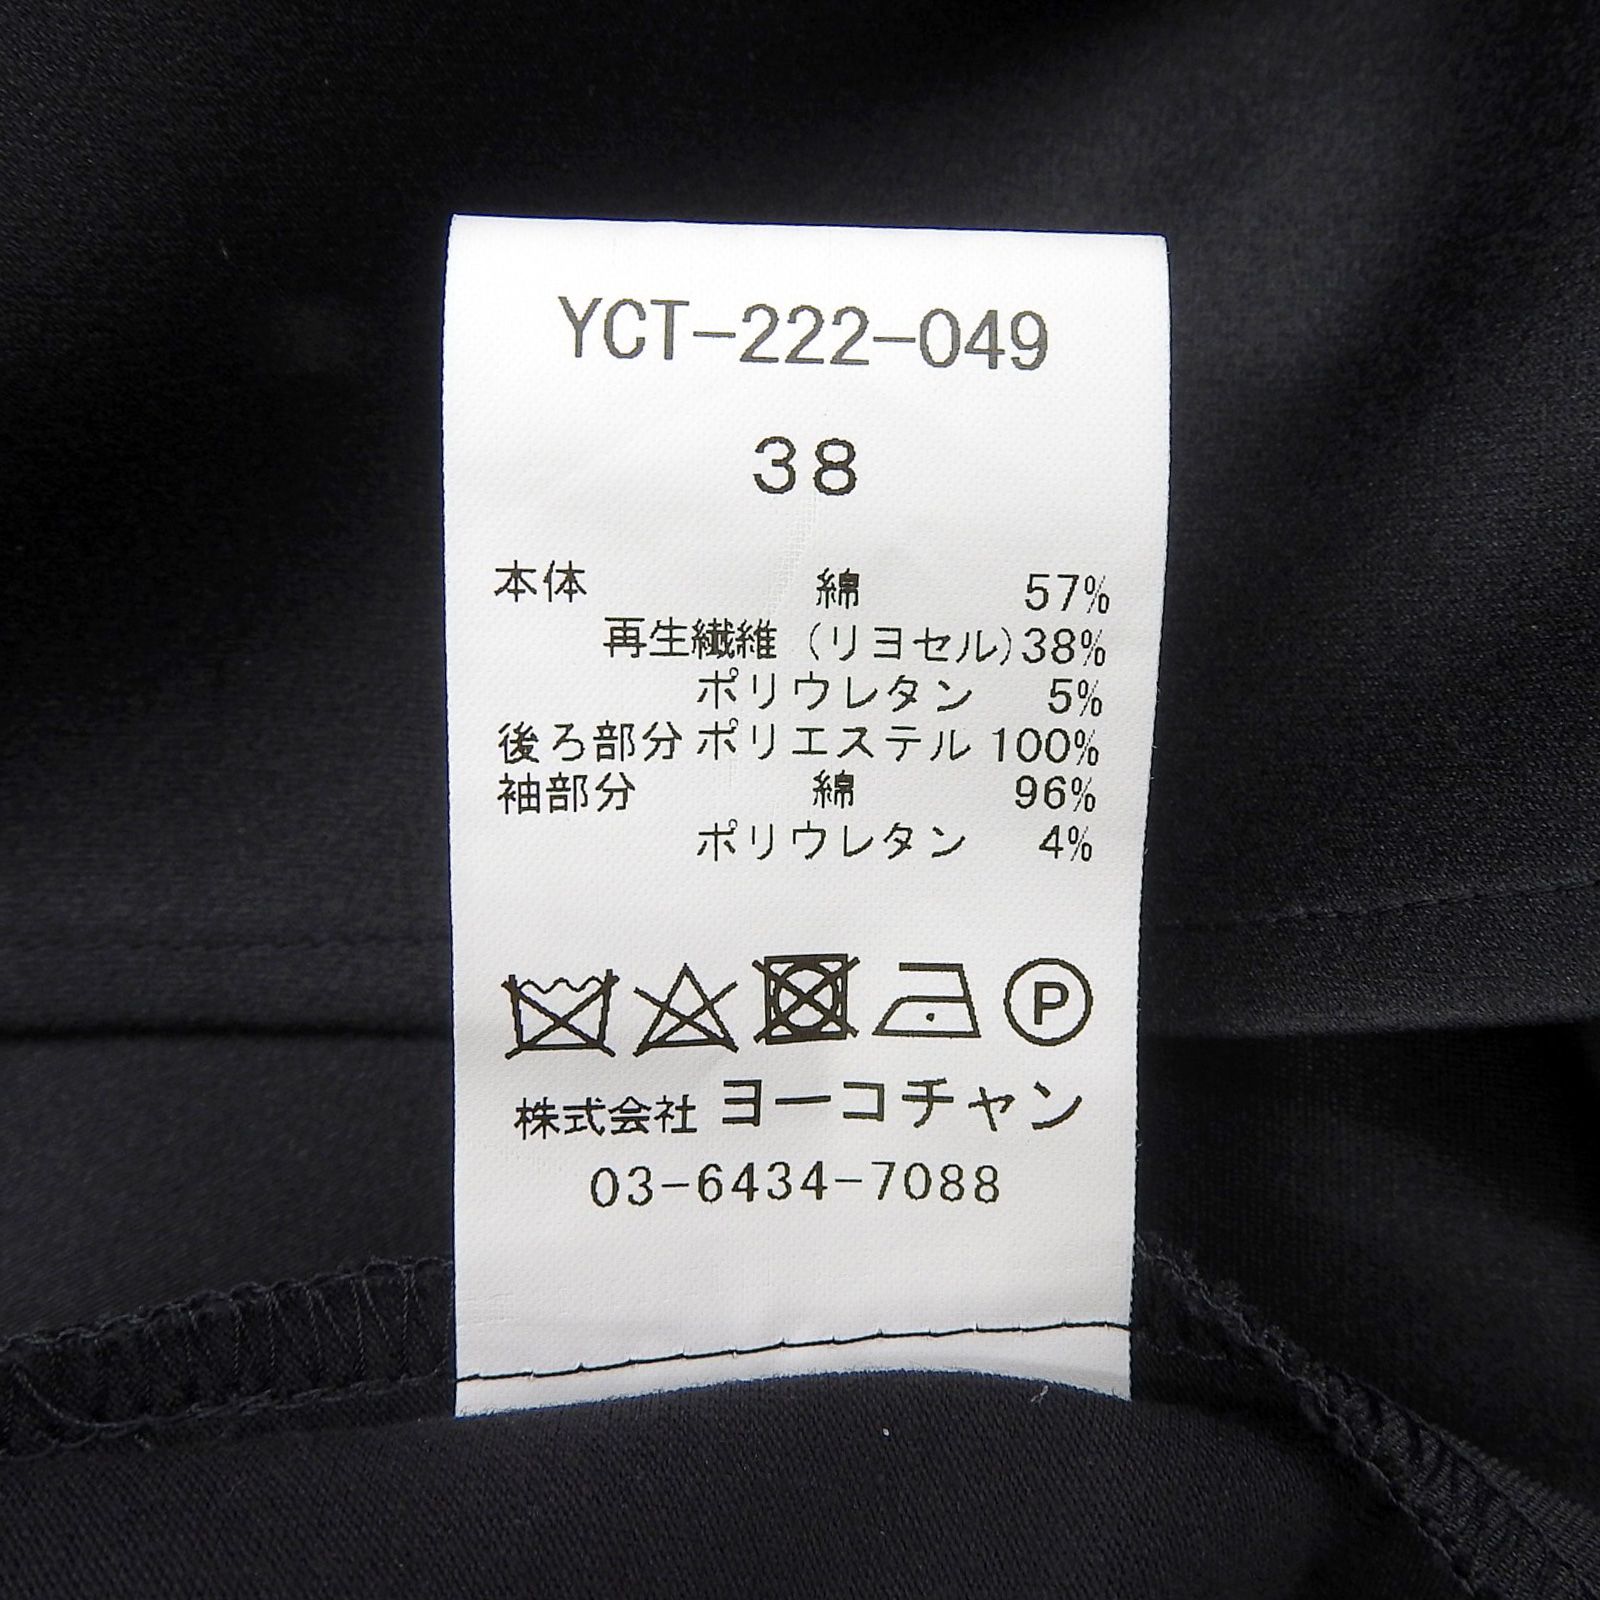 YCT-222-049
38
本体 綿 57%
再生繊維(リヨセル)38%
ポリウレタン 5%
後ろ部分 ポリエステル 100%
袖部分 綿 96%
ポリウレタン 4%
P
株式会社 ヨーコチャン
03-6434-7088